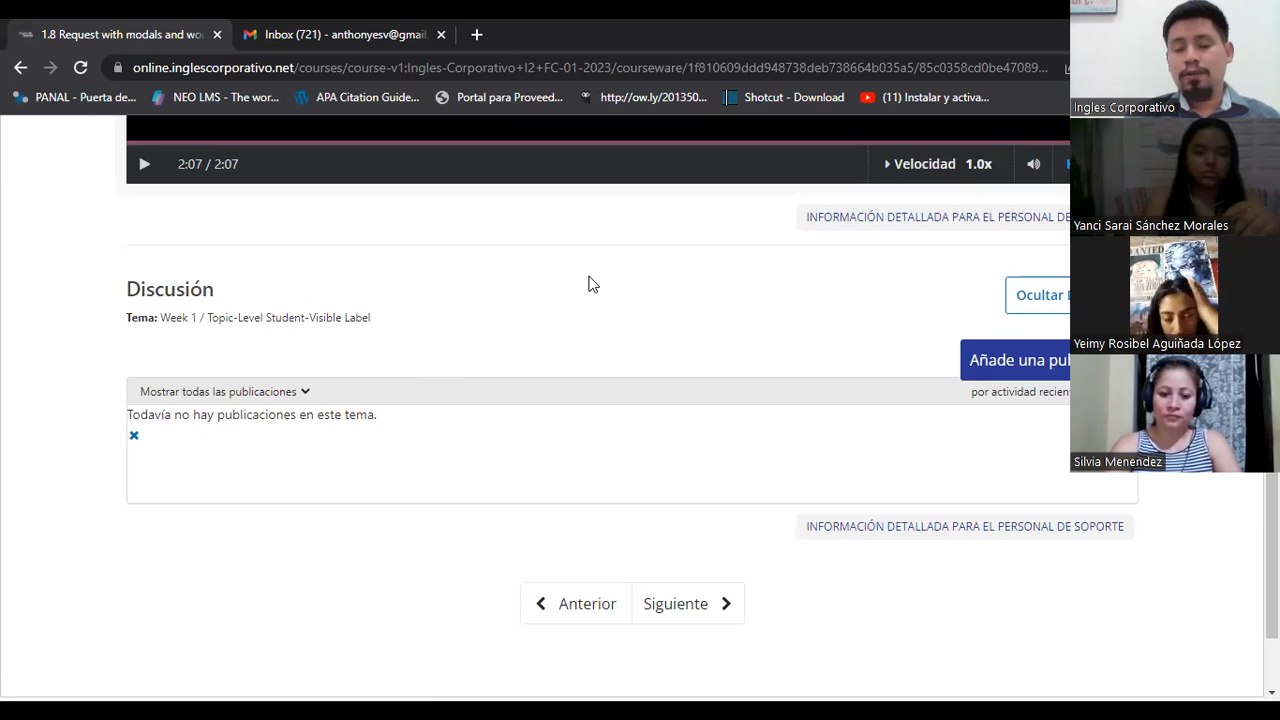 1.8 Request with modals and wo
Inbox (721) - anthonyesv@gmail.
online.inglescorporativo.net/courses/course-v1:Ingles-Corporativo+I2+FC-01-2023/courseware/1f810609ddd948738deb738664b035a5/85c0358cd0be47089...
PANAL - Puerta de...
NEO LMS - The wor...
APA Citation Guide...
Portal para Proveed...
http://ow.ly/201350...
Shotcut - Download
(11) Instalar y activa...
Ingles Corporativo
2:07 / 2:07
Velocidad 1.0x
INFORMACIÓN DETALLADA PARA EL PERSONAL DE
Yanci Sarai Sánchez Morales
Discusión
Ocultar
Tema: Week 1 / Topic-Level Student-Visible Label
WANTED
Yeimy Rosibel Aguiñada López
Añade una pul
Mostrar todas las publicaciones
por actividad recien
Todavía no hay publicaciones en este tema.
Silvia Menendez
INFORMACIÓN DETALLADA PARA EL PERSONAL DE SOPORTE
Anterior
Siguiente